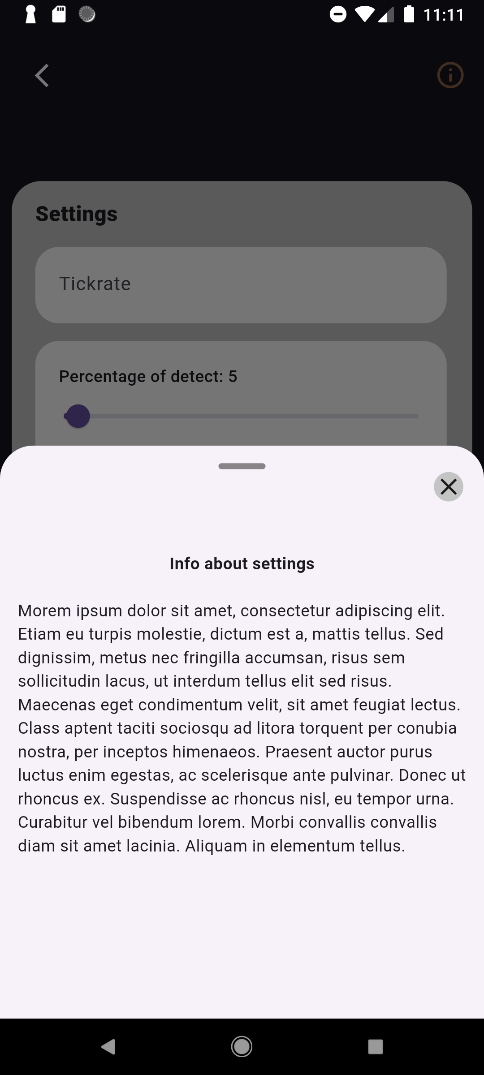 11:11
Settings
Tickrate
Percentage of detect: 5
Info about settings
Morem ipsum dolor sit amet, consectetur adipiscing elit.
Etiam eu turpis molestie, dictum est a, mattis tellus. Sed
dignissim, metus nec fringilla accumsan, risus sem
sollicitudin lacus, ut interdum tellus elit sed risus.
Maecenas eget condimentum velit, sit amet feugiat lectus.
Class aptent taciti sociosqu ad litora torquent per conubia
nostra, per inceptos himenaeos. Praesent auctor purus
luctus enim egestas, ac scelerisque ante pulvinar. Donec ut
rhoncus ex. Suspendisse ac rhoncus nisl, eu tempor urna.
Curabitur vel bibendum lorem. Morbi convallis convallis
diam sit amet lacinia. Aliquam in elementum tellus.